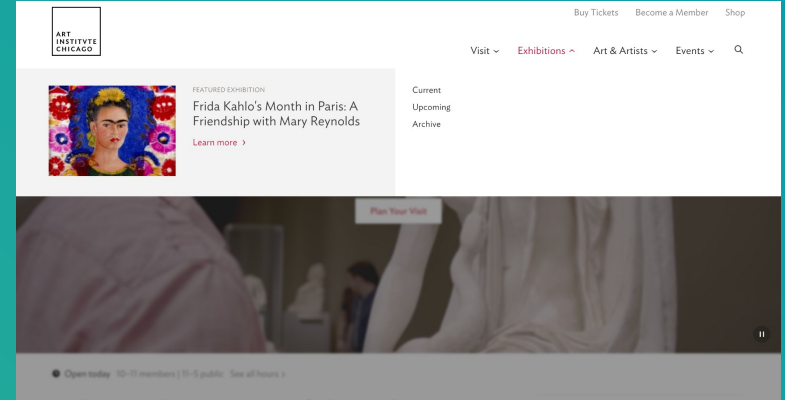 Buy Tickets Become a Member Shop
ART
INSTITVTE
CHICAGO
Visit Exhibitions Art & Artists Events
FEATURED EXHIBITION
Frida Kahlo's Month in Paris: A
Friendship with Mary Reynolds
Learn more
Current
Upcoming
Archive
Plan Your Visit
Open today 10–11 members | 11–5 public See all hours